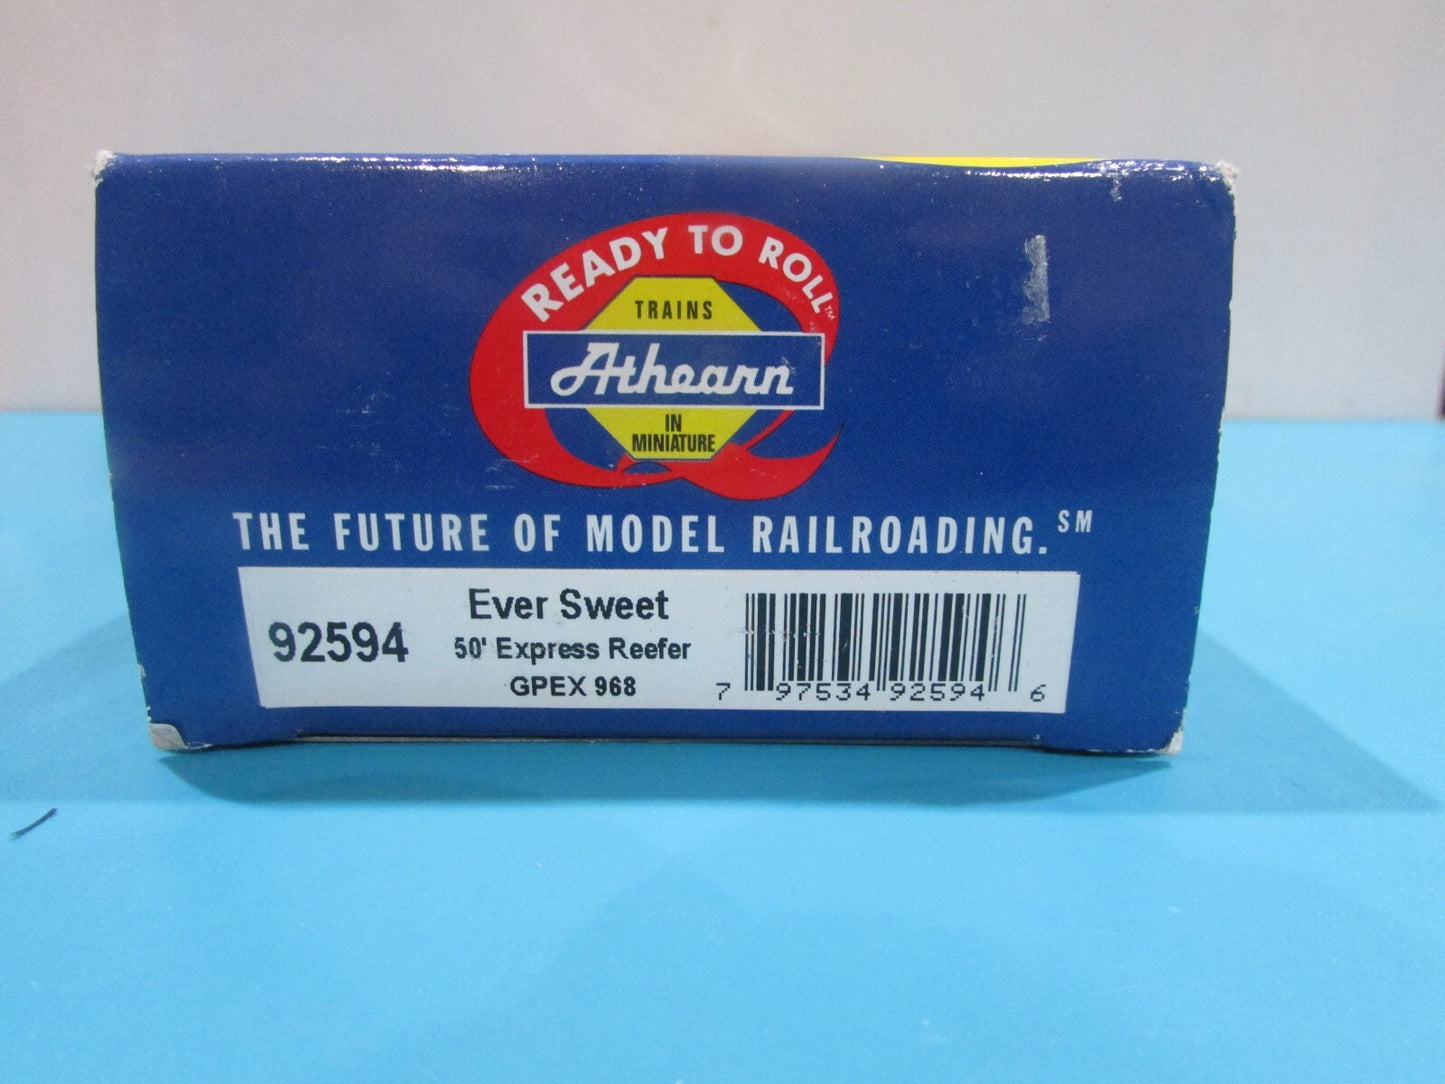 READY TO ROLL™
TRAINS
Athearn
IN
MINIATURE
THE FUTURE OF MODEL RAILROADING.℠
92594
Ever Sweet
50' Express Reefer
GPEX 968
7 97534 92594 6